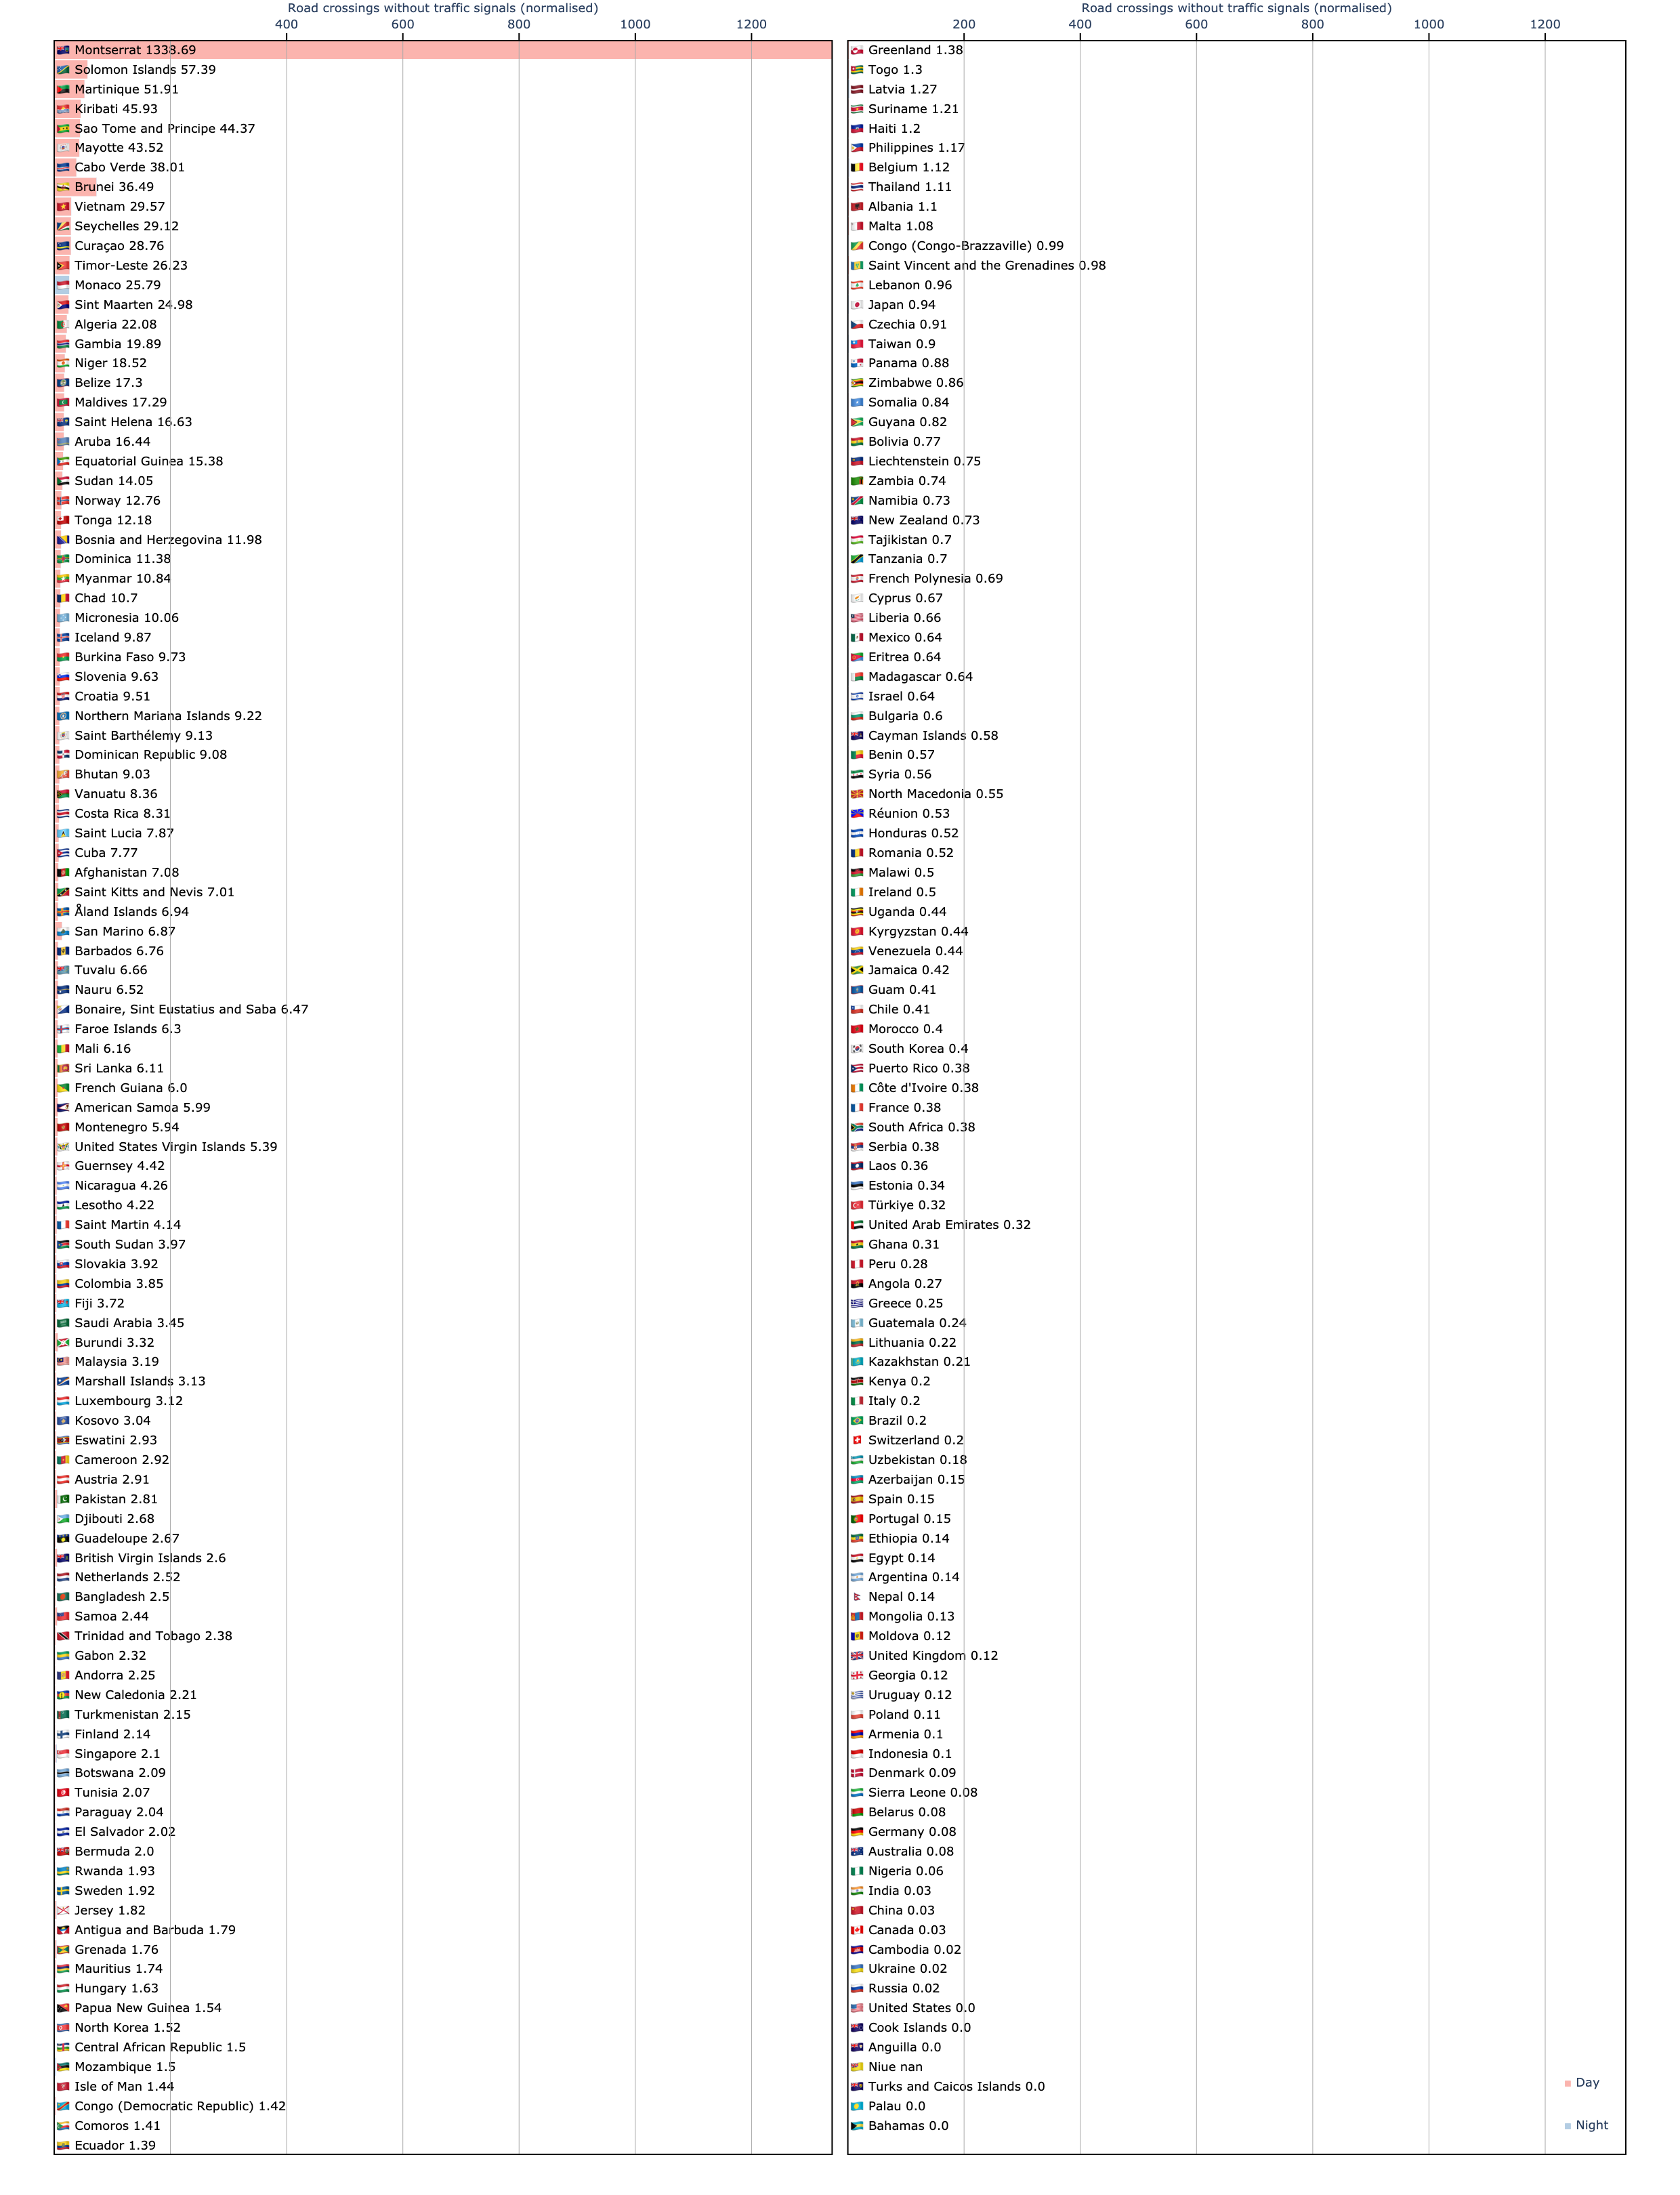 Road crossings without traffic signals (normalised)
400 600 800 1000 1200
Montserrat 1338.69
Solomon Islands 57.39
Martinique 51.91
Kiribati 45.93
Sao Tome and Principe 44.37
Mayotte 43.52
Cabo Verde 38.01
Brunei 36.49
Vietnam 29.57
Seychelles 29.12
Curaçao 28.76
Timor-Leste 26.23
Monaco 25.79
Sint Maarten 24.98
Algeria 22.08
Gambia 19.89
Niger 18.52
Belize 17.3
Maldives 17.29
Saint Helena 16.63
Aruba 16.44
Equatorial Guinea 15.38
Sudan 14.05
Norway 12.76
Tonga 12.18
Bosnia and Herzegovina 11.98
Dominica 11.38
Myanmar 10.84
Chad 10.7
Micronesia 10.06
Iceland 9.87
Burkina Faso 9.73
Slovenia 9.63
Croatia 9.51
Northern Mariana Islands 9.22
Saint Barthélemy 9.13
Dominican Republic 9.08
Bhutan 9.03
Vanuatu 8.36
Costa Rica 8.31
Saint Lucia 7.87
Cuba 7.77
Afghanistan 7.08
Saint Kitts and Nevis 7.01
Åland Islands 6.94
San Marino 6.87
Barbados 6.76
Tuvalu 6.66
Nauru 6.52
Bonaire, Sint Eustatius and Saba 6.47
Faroe Islands 6.3
Mali 6.16
Sri Lanka 6.11
French Guiana 6.0
American Samoa 5.99
Montenegro 5.94
United States Virgin Islands 5.39
Guernsey 4.42
Nicaragua 4.26
Lesotho 4.22
Saint Martin 4.14
South Sudan 3.97
Slovakia 3.92
Colombia 3.85
Fiji 3.72
Saudi Arabia 3.45
Burundi 3.32
Malaysia 3.19
Marshall Islands 3.13
Luxembourg 3.12
Kosovo 3.04
Eswatini 2.93
Cameroon 2.92
Austria 2.91
Pakistan 2.81
Djibouti 2.68
Guadeloupe 2.67
British Virgin Islands 2.6
Netherlands 2.52
Bangladesh 2.5
Samoa 2.44
Trinidad and Tobago 2.38
Gabon 2.32
Andorra 2.25
New Caledonia 2.21
Turkmenistan 2.15
Finland 2.14
Singapore 2.1
Botswana 2.09
Tunisia 2.07
Paraguay 2.04
El Salvador 2.02
Bermuda 2.0
Rwanda 1.93
Sweden 1.92
Jersey 1.82
Antigua and Barbuda 1.79
Grenada 1.76
Mauritius 1.74
Hungary 1.63
Papua New Guinea 1.54
North Korea 1.52
Central African Republic 1.5
Mozambique 1.5
Isle of Man 1.44
Congo (Democratic Republic) 1.42
Comoros 1.41
Ecuador 1.39
Road crossings without traffic signals (normalised)
200 400 600 800 1000 1200
Greenland 1.38
Togo 1.3
Latvia 1.27
Suriname 1.21
Haiti 1.2
Philippines 1.17
Belgium 1.12
Thailand 1.11
Albania 1.1
Malta 1.08
Congo (Congo-Brazzaville) 0.99
Saint Vincent and the Grenadines 0.98
Lebanon 0.96
Japan 0.94
Czechia 0.91
Taiwan 0.9
Panama 0.88
Zimbabwe 0.86
Somalia 0.84
Guyana 0.82
Bolivia 0.77
Liechtenstein 0.75
Zambia 0.74
Namibia 0.73
New Zealand 0.73
Tajikistan 0.7
Tanzania 0.7
French Polynesia 0.69
Cyprus 0.67
Liberia 0.66
Mexico 0.64
Eritrea 0.64
Madagascar 0.64
Israel 0.64
Bulgaria 0.6
Cayman Islands 0.58
Benin 0.57
Syria 0.56
North Macedonia 0.55
Réunion 0.53
Honduras 0.52
Romania 0.52
Malawi 0.5
Ireland 0.5
Uganda 0.44
Kyrgyzstan 0.44
Venezuela 0.44
Jamaica 0.42
Guam 0.41
Chile 0.41
Morocco 0.4
South Korea 0.4
Puerto Rico 0.38
Côte d'Ivoire 0.38
France 0.38
South Africa 0.38
Serbia 0.38
Laos 0.36
Estonia 0.34
Türkiye 0.32
United Arab Emirates 0.32
Ghana 0.31
Peru 0.28
Angola 0.27
Greece 0.25
Guatemala 0.24
Lithuania 0.22
Kazakhstan 0.21
Kenya 0.2
Italy 0.2
Brazil 0.2
Switzerland 0.2
Uzbekistan 0.18
Azerbaijan 0.15
Spain 0.15
Portugal 0.15
Ethiopia 0.14
Egypt 0.14
Argentina 0.14
Nepal 0.14
Mongolia 0.13
Moldova 0.12
United Kingdom 0.12
Georgia 0.12
Uruguay 0.12
Poland 0.11
Armenia 0.1
Indonesia 0.1
Denmark 0.09
Sierra Leone 0.08
Belarus 0.08
Germany 0.08
Australia 0.08
Nigeria 0.06
India 0.03
China 0.03
Canada 0.03
Cambodia 0.02
Ukraine 0.02
Russia 0.02
United States 0.0
Cook Islands 0.0
Anguilla 0.0
Niue nan
Turks and Caicos Islands 0.0
Palau 0.0
Bahamas 0.0
Day
Night